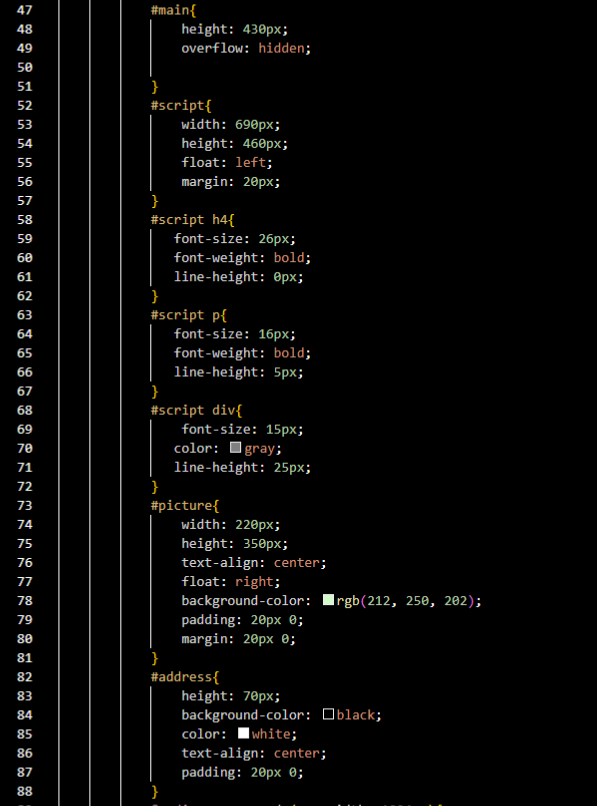 47 #main{
48 height: 430px;
49 overflow: hidden;
50
51 }
52 #script{
53 width: 690px;
54 height: 460px;
55 float: left;
56 margin: 20px;
57 }
58 #script h4{
59 font-size: 26px;
60 font-weight: bold;
61 line-height: 0px;
62 }
63 #script p{
64 font-size: 16px;
65 font-weight: bold;
66 line-height: 5px;
67 }
68 #script div{
69 font-size: 15px;
70 color: gray;
71 line-height: 25px;
72 }
73 #picture{
74 width: 220px;
75 height: 350px;
76 text-align: center;
77 float: right;
78 background-color: rgb(212, 250, 202);
79 padding: 20px 0;
80 margin: 20px 0;
81 }
82 #address{
83 height: 70px;
84 background-color: black;
85 color: white;
86 text-align: center;
87 padding: 20px 0;
88 }